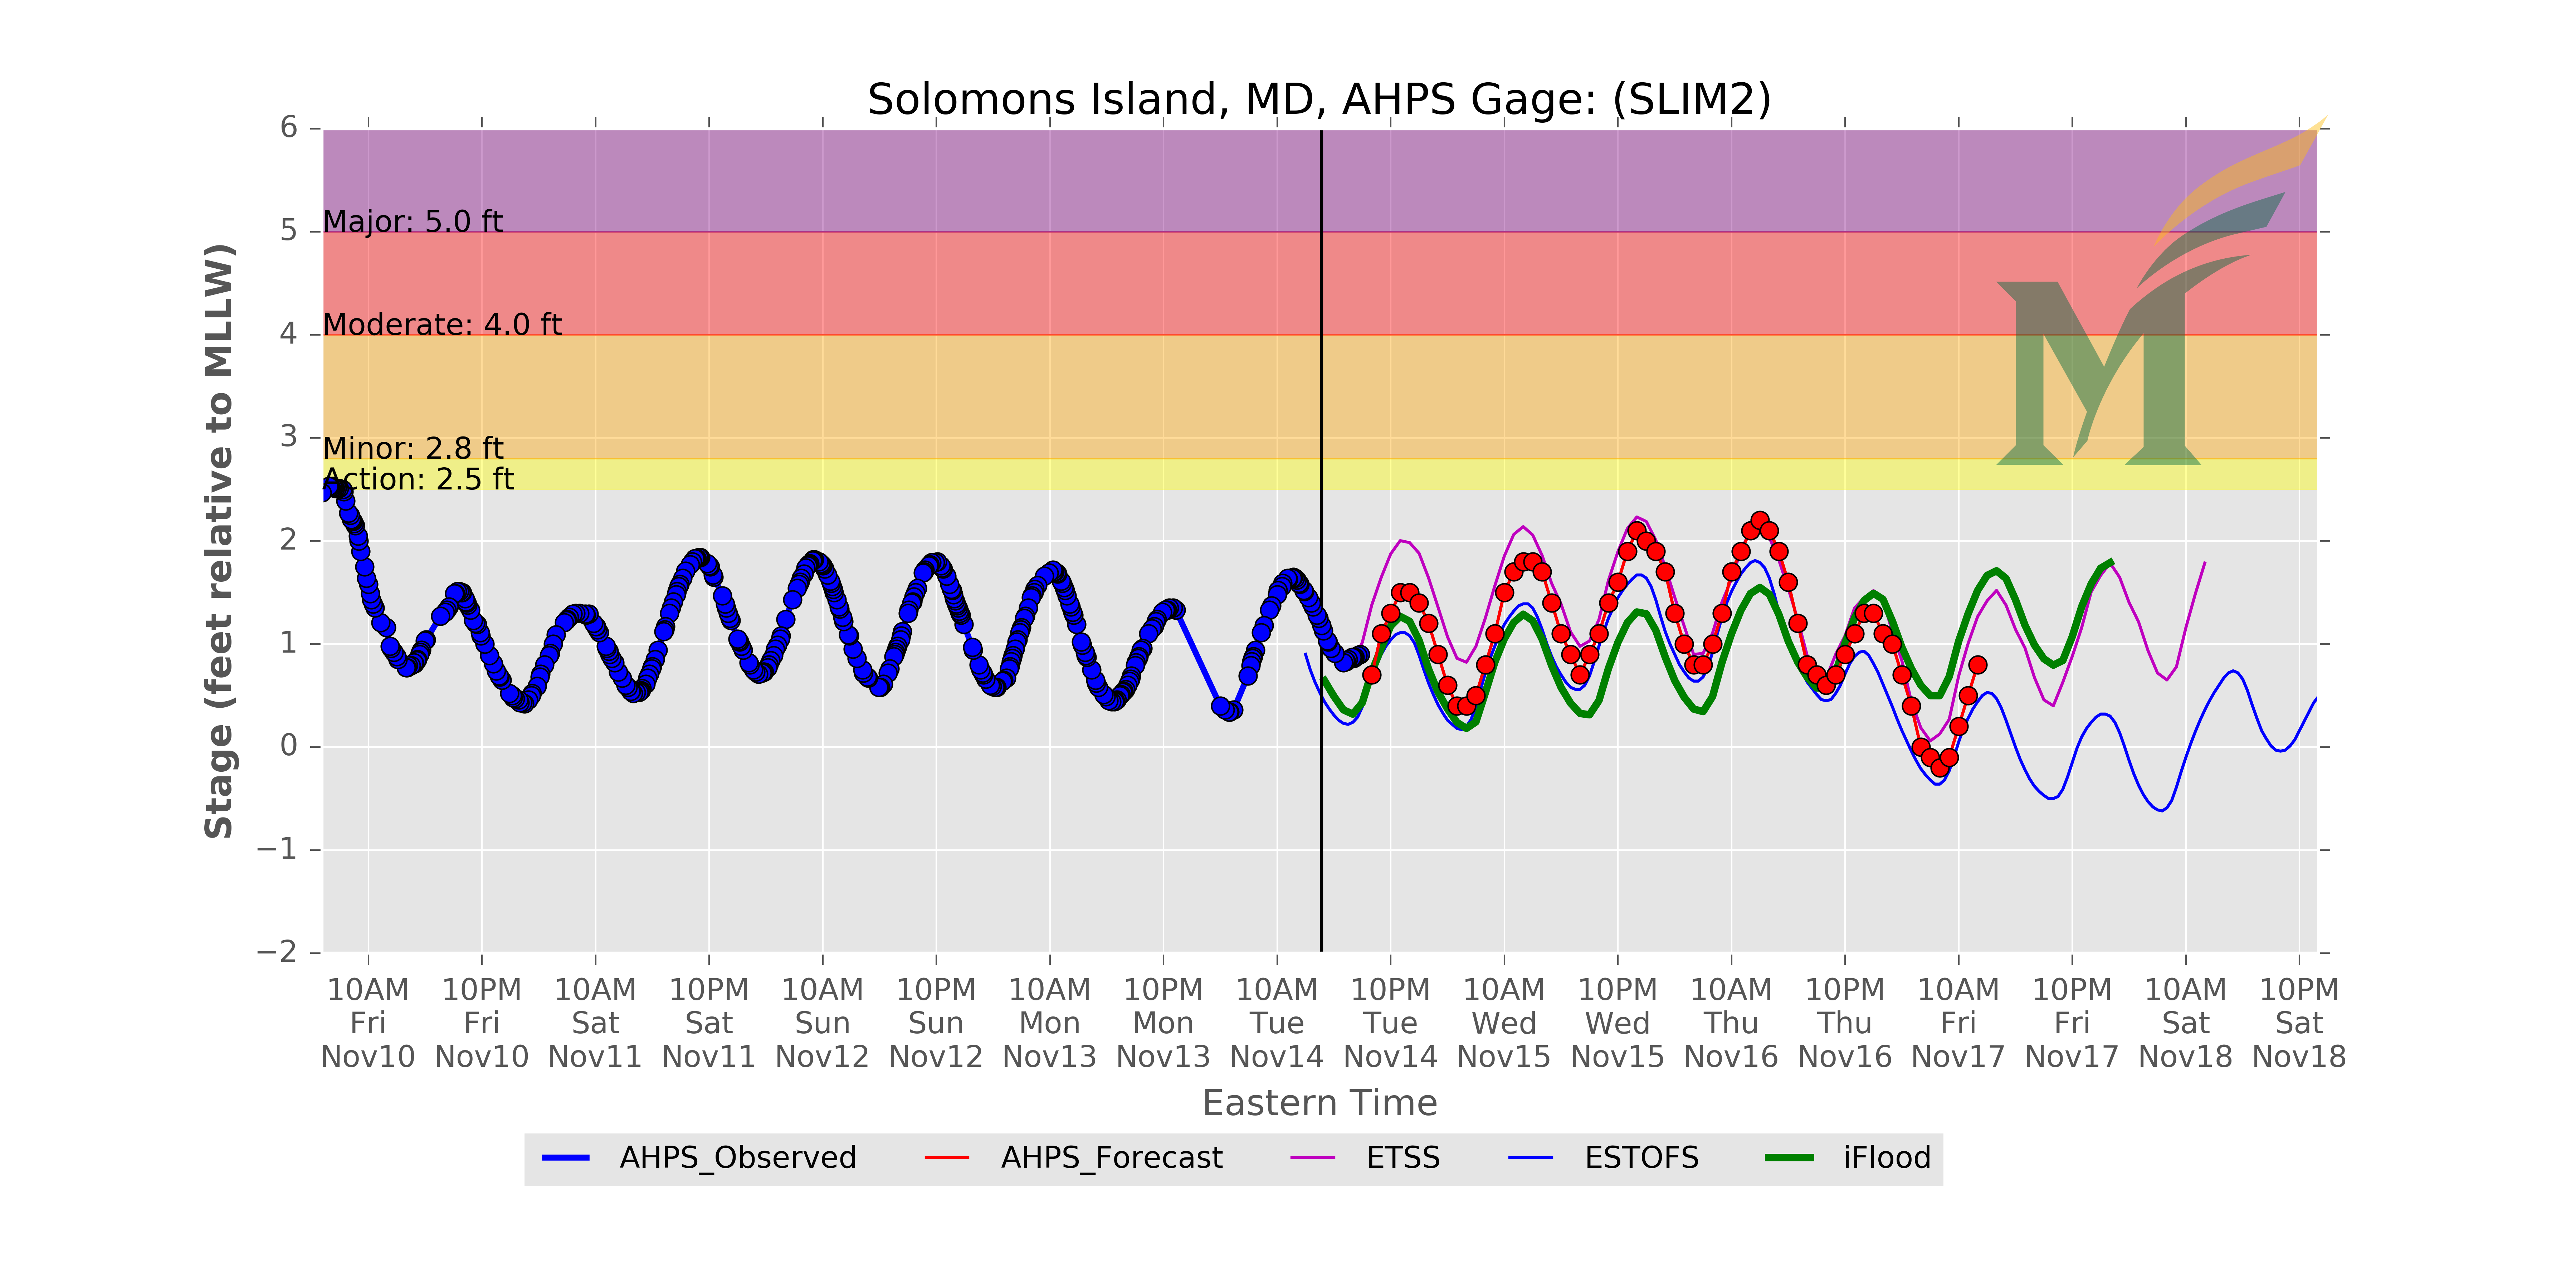 Solomons Island, MD, AHPS Gage: (SLIM2)
6
Major: 5.0 ft
5
Moderate: 4.0 ft
4
Minor: 2.8 ft
3
Action: 2.5 ft
2
1
0
−1
−2
Stage (feet relative to MLLW)
10AM 10PM 10AM 10PM 10AM 10PM 10AM 10PM 10AM 10PM 10AM 10PM 10AM 10PM 10AM 10PM 10AM 10PM
Fri Fri Sat Sat Sun Sun Mon Mon Tue Tue Wed Wed Thu Thu Fri Fri Sat Sat
Nov10 Nov10 Nov11 Nov11 Nov12 Nov12 Nov13 Nov13 Nov14 Nov14 Nov15 Nov15 Nov16 Nov16 Nov17 Nov17 Nov18 Nov18
Eastern Time
AHPS_Observed AHPS_Forecast ETSS ESTOFS iFlood